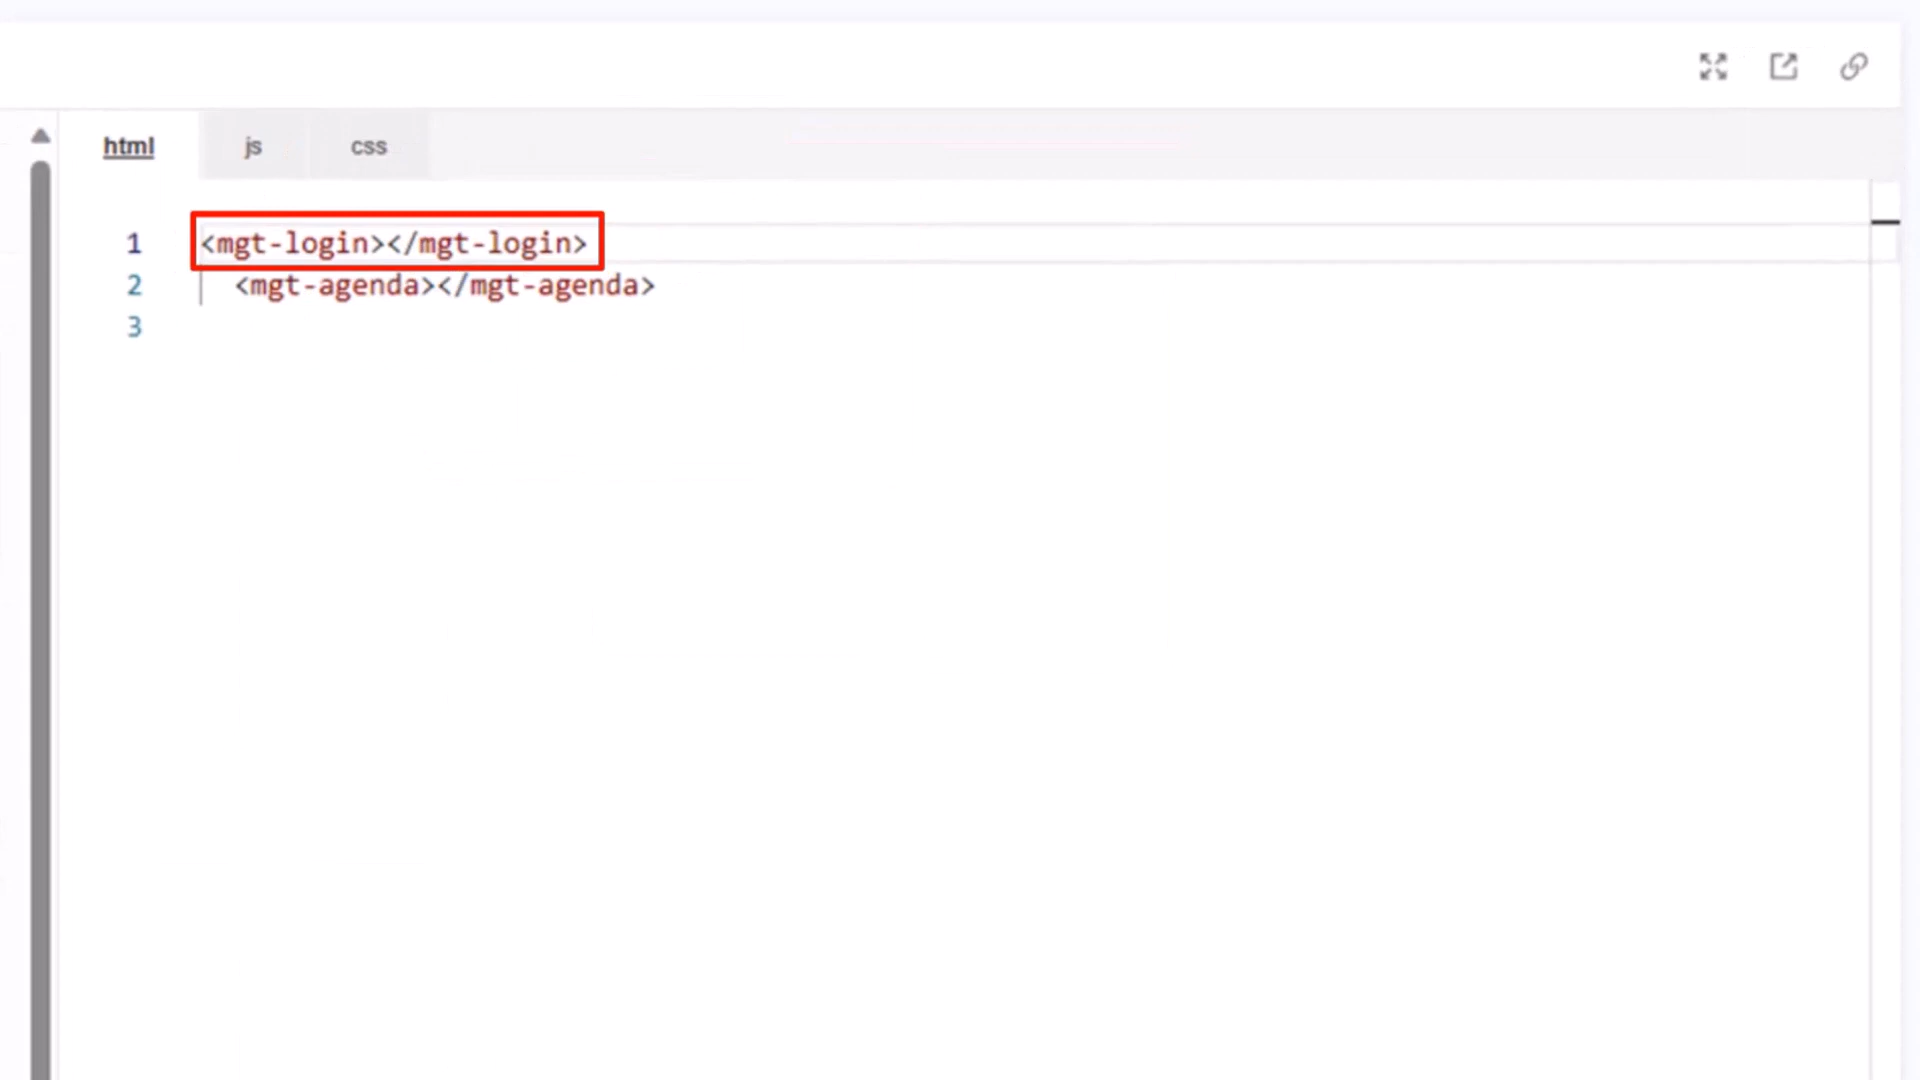 html js css
1 <mgt-login></mgt-login>
2 <mgt-agenda></mgt-agenda>
3